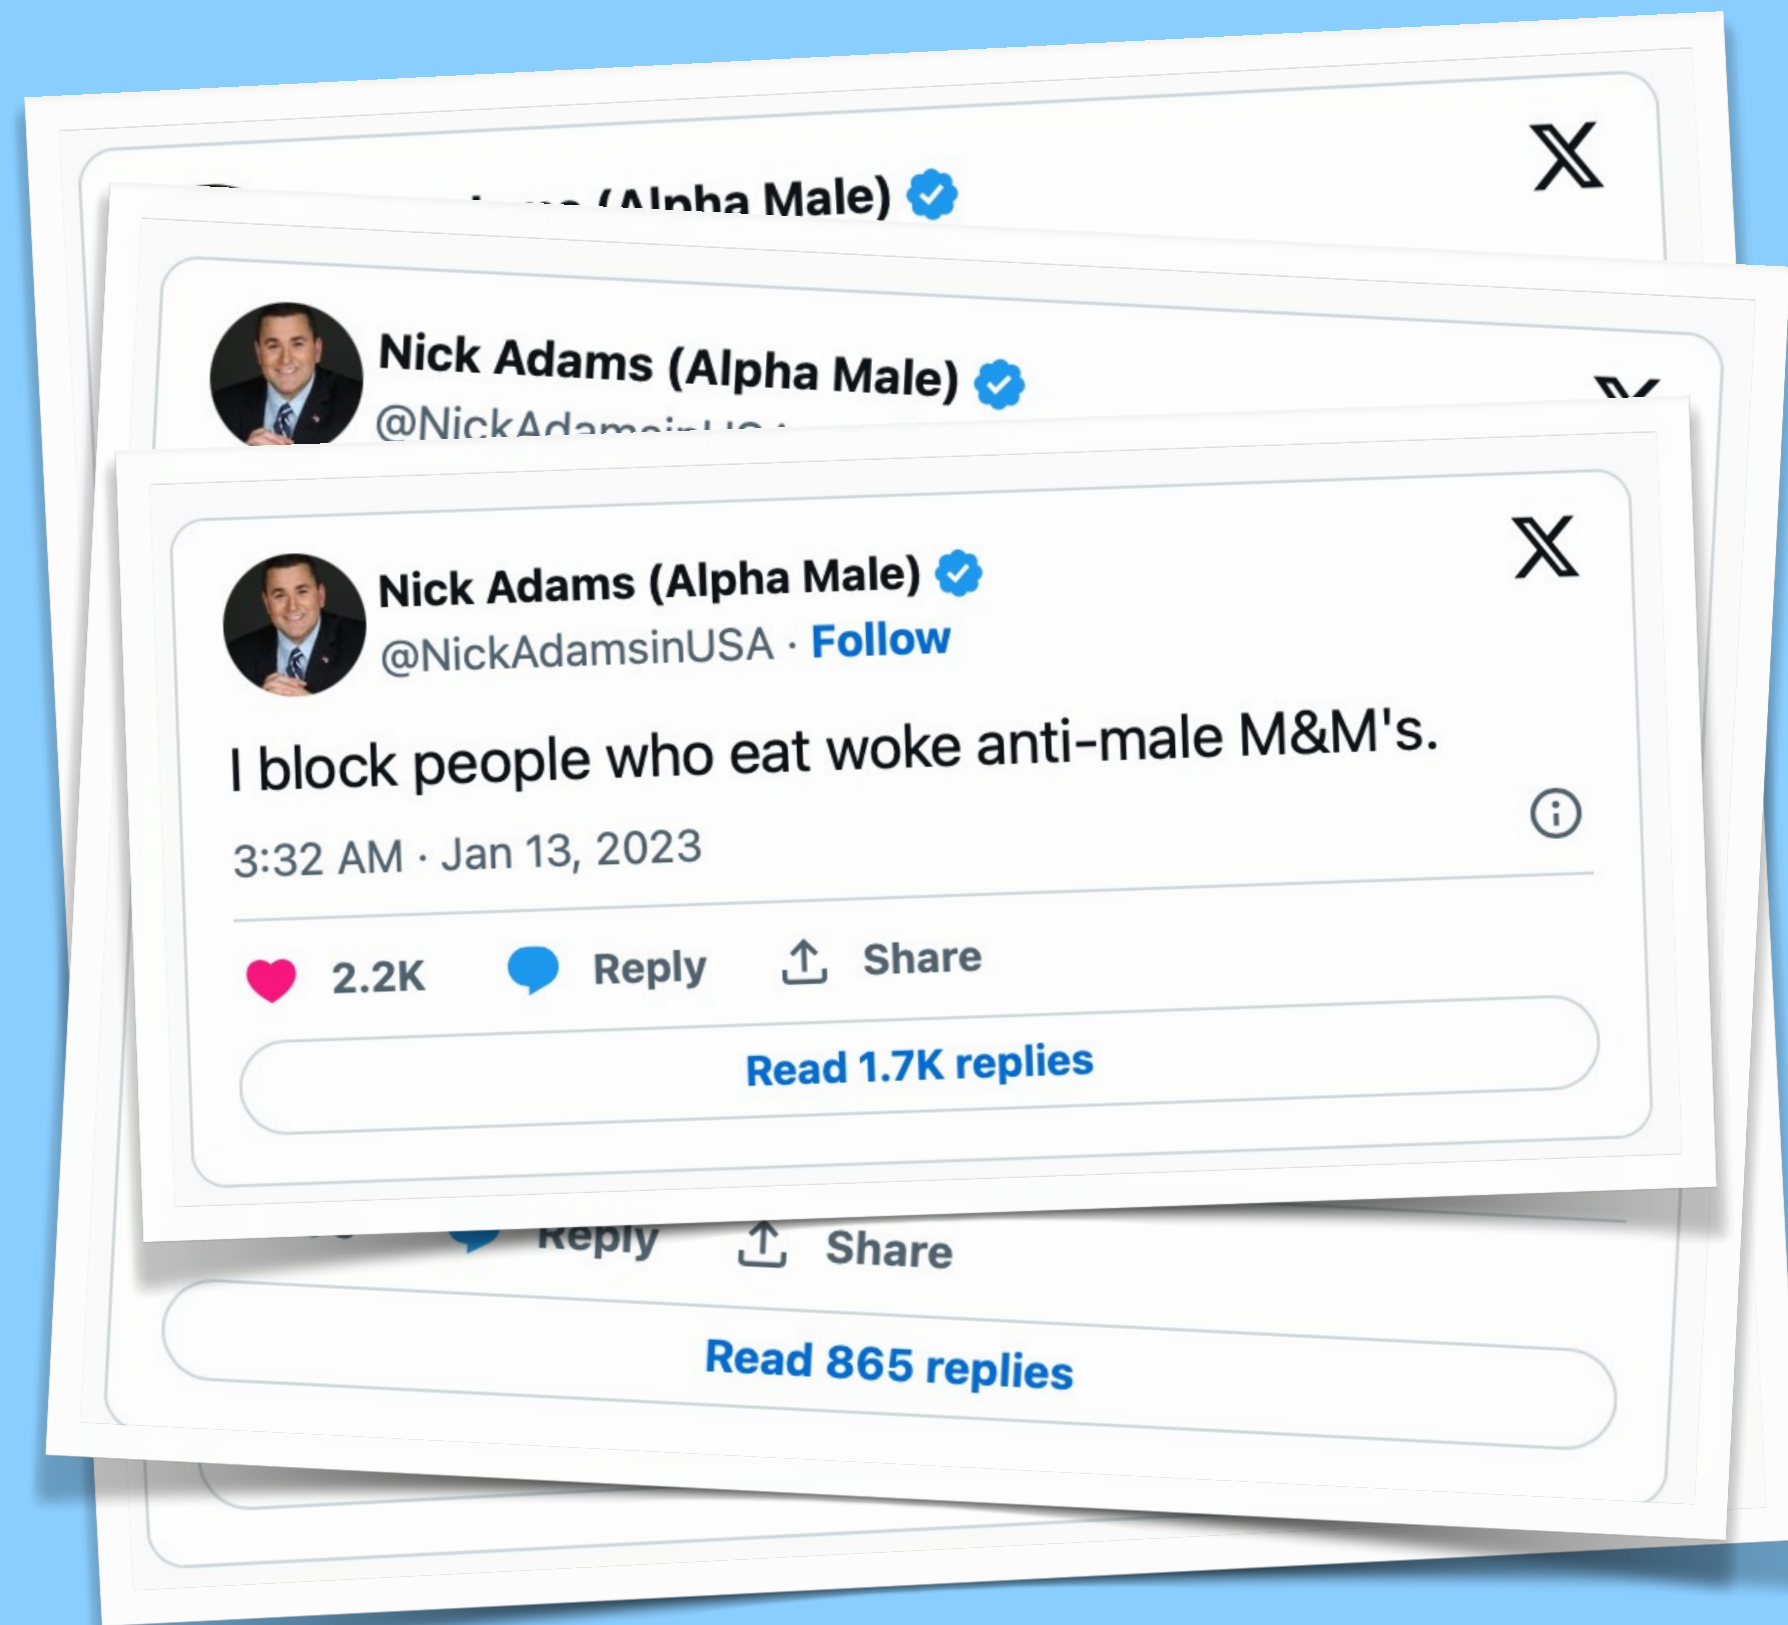 (Alpha Male)
Nick Adams (Alpha Male)
Nick Adams (Alpha Male)
@NickAdamsinUSA · Follow
I block people who eat woke anti-male M&M's.
3:32 AM · Jan 13, 2023
2.2K Reply Share
Read 1.7K replies
Reply Share
Read 865 replies